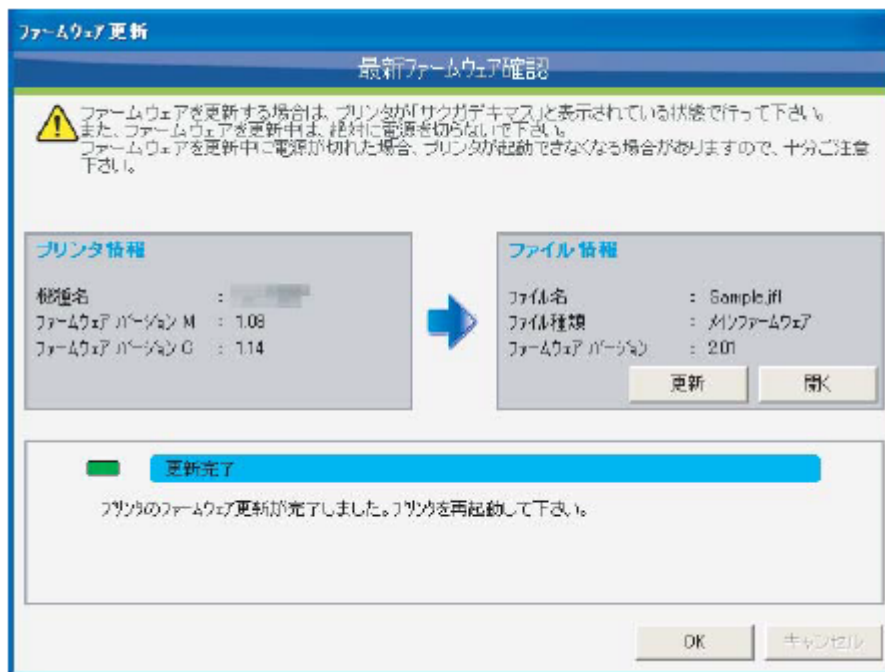 ファームウェア更新
最新ファームウェア確認
ファームウェアを更新する場合は、プリンタが「サクガデキマス」と表示されている状態で行って下さい。
また、ファームウェアを更新中は、絶対に電源を切らないで下さい。
ファームウェアを更新中に電源が切れた場合、プリンタが起動できなくなる場合がありますので、十分ご注意
下さい。
プリンタ情報
機種名 :
ファームウェア バージョン M : 1.08
ファームウェア バージョン G : 1.14
ファイル情報
ファイル名 : Sample.jfl
ファイル種類 : メインファームウェア
ファームウェア バージョン : 2.01
更新 開く
更新完了
プリンタのファームウェア更新が完了しました。プリンタを再起動して下さい。
OK キャンセル